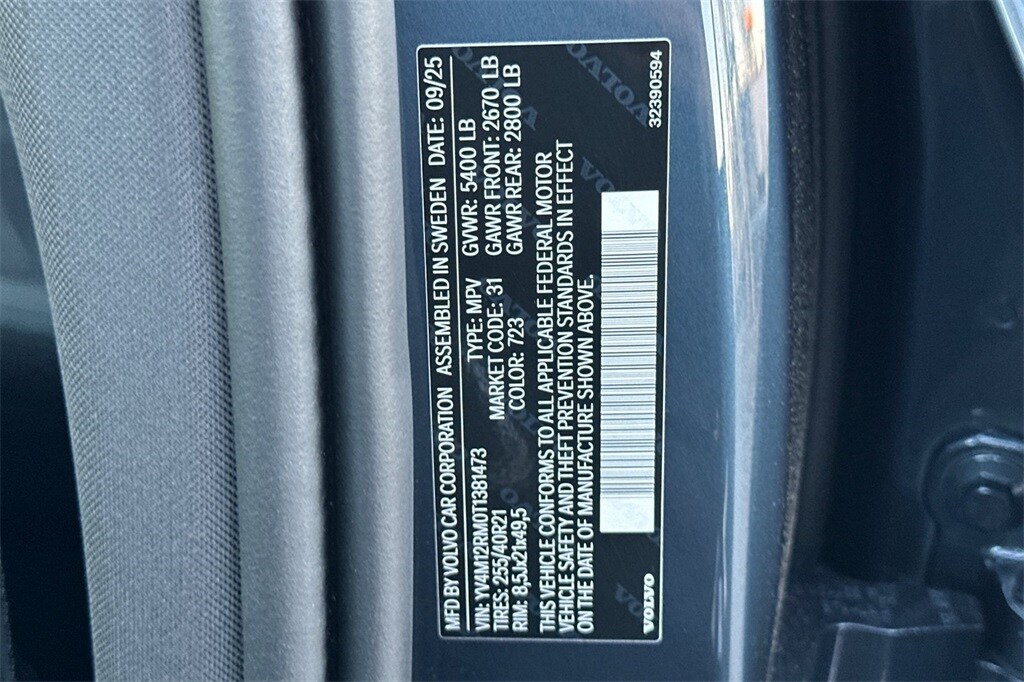 MFD BY VOLVO CAR CORPORATION ASSEMBLED IN SWEDEN DATE: 09/25
VIN: YV4M12RM0T1381473 TYPE: MPV GVWR: 5400 LB
TIRES: 255/40R21 MARKET CODE: 31 GAWR FRONT: 2670 LB
RIM: 8,5Jx21x49,5 COLOR: 723 GAWR REAR: 2800 LB
THIS VEHICLE CONFORMS TO ALL APPLICABLE FEDERAL MOTOR
VEHICLE SAFETY AND THEFT PREVENTION STANDARDS IN EFFECT
ON THE DATE OF MANUFACTURE SHOWN ABOVE.
VOLVO 32390594